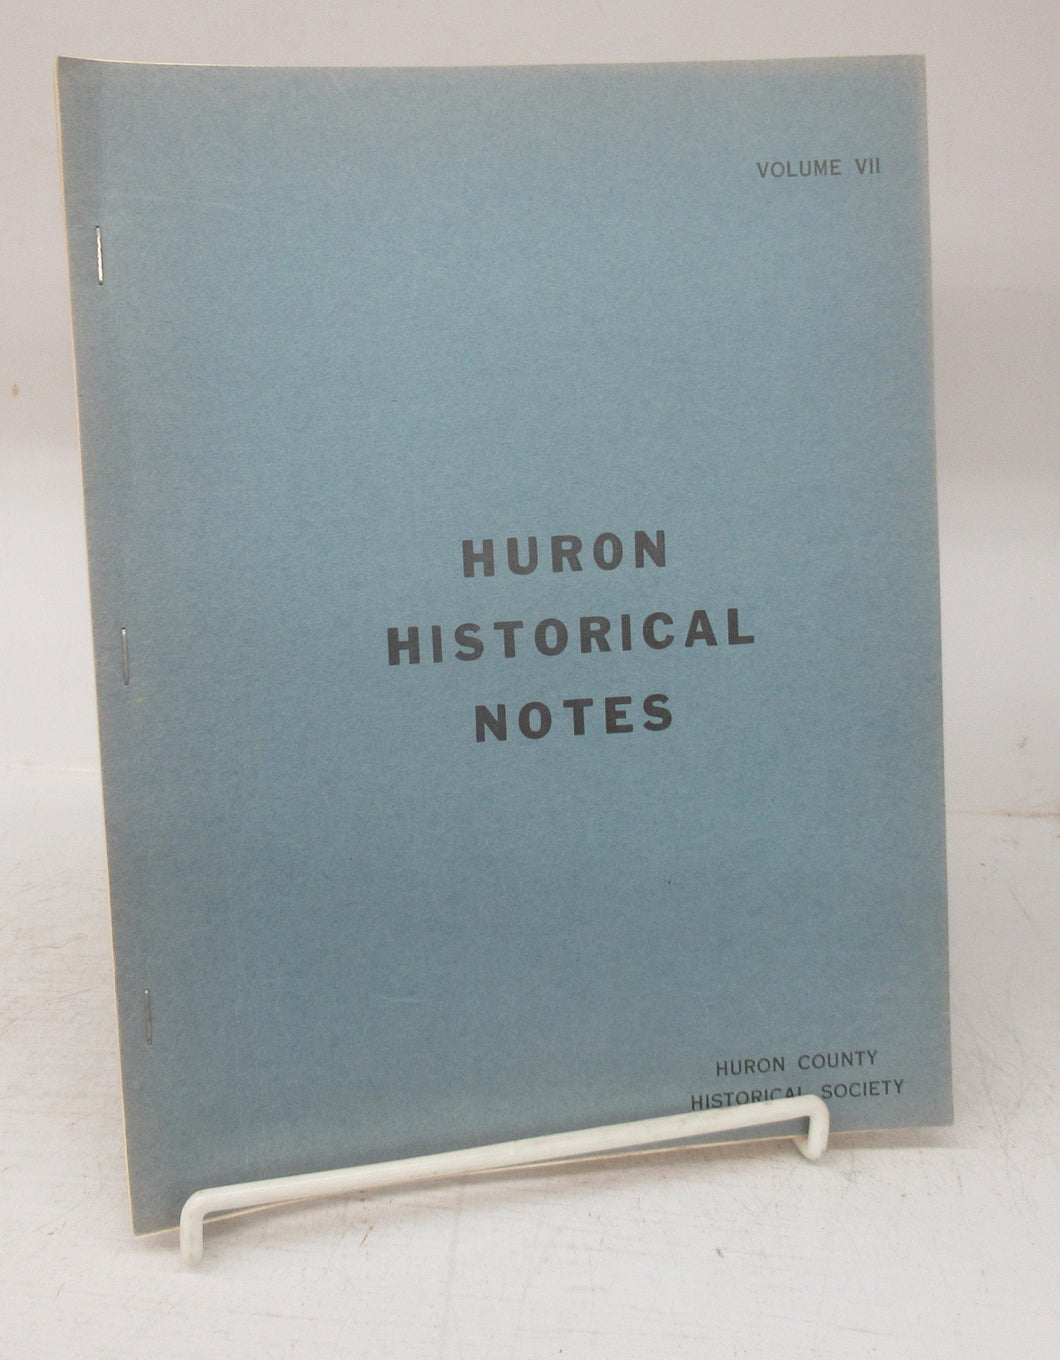 VOLUME VII
HURON
HISTORICAL
NOTES
HURON COUNTY
HISTORICAL SOCIETY